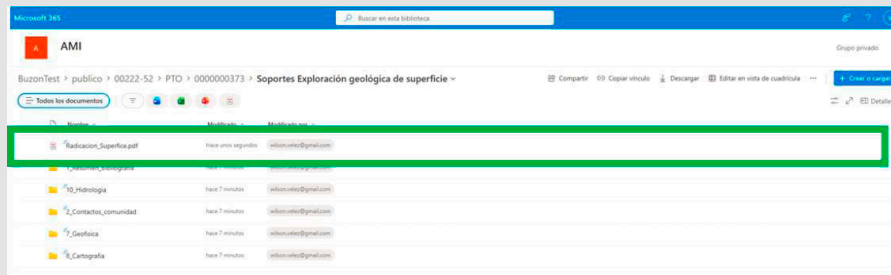 Microsoft 365
Buscar en esta biblioteca
?
A
AMI
Grupo privado
BuzonTest > publico > 00222-52 > PTO > 0000000373 > Soportes Exploración geológica de superficie
Compartir
Copiar vínculo
Descargar
Editar en vista de cuadrícula
...
+ Crear o cargar
Todos los documentos
Detalle
Nombre
Modificado
Modificado por
Radicacion_Superfice.pdf
Hace unos segundos
wilson.velez@gmail.com
1_Resumen_bibliografia
hace 7 minutos
wilson.velez@gmail.com
10_Hidrologia
hace 7 minutos
wilson.velez@gmail.com
2_Contactos_comunidad
hace 7 minutos
wilson.velez@gmail.com
7_Geofisica
hace 7 minutos
wilson.velez@gmail.com
8_Cartografia
hace 7 minutos
wilson.velez@gmail.com